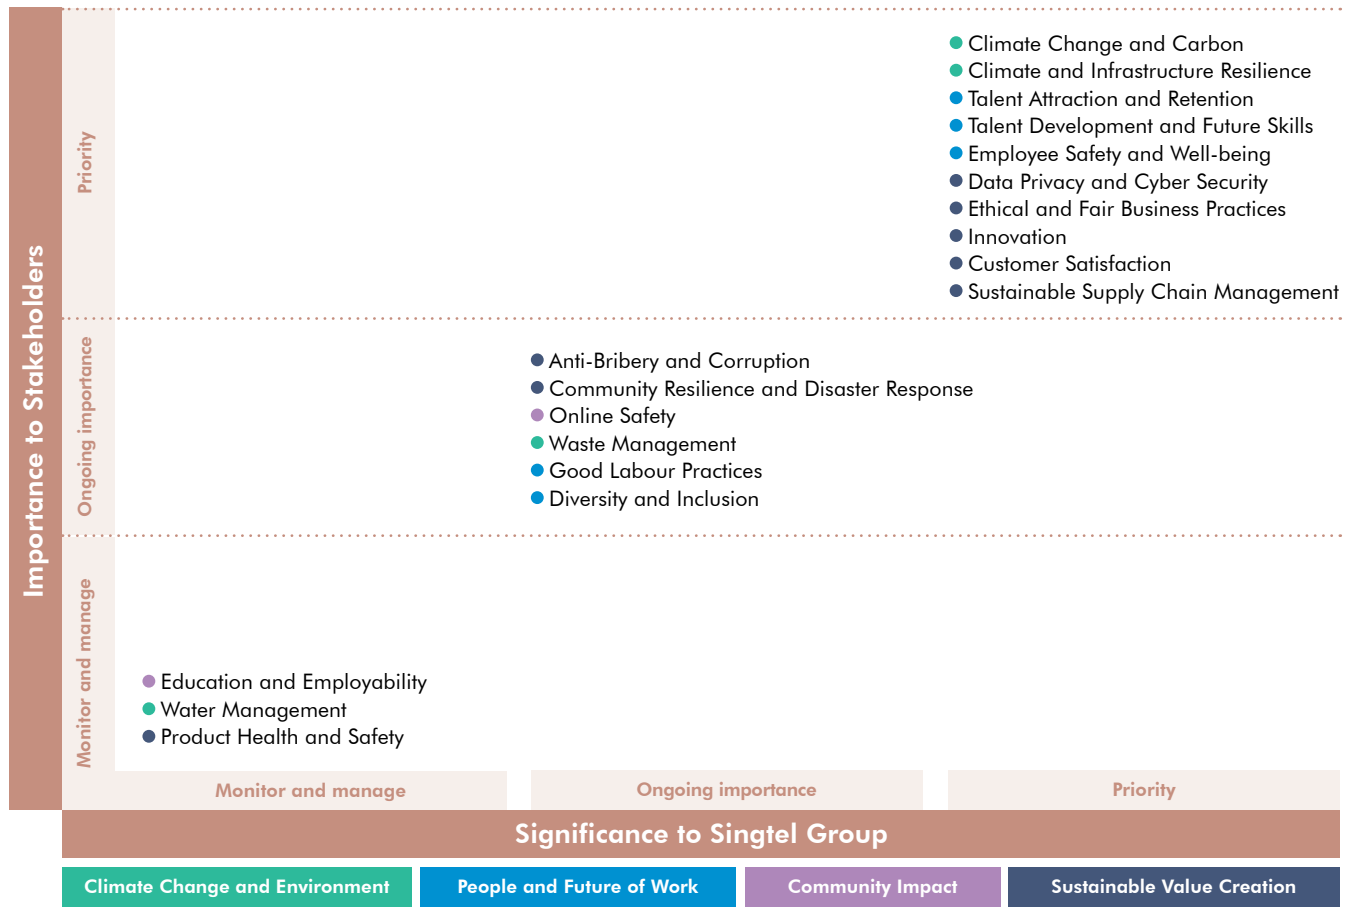 Importance to Stakeholders
Priority
Climate Change and Carbon
Climate and Infrastructure Resilience
Talent Attraction and Retention
Talent Development and Future Skills
Employee Safety and Well-being
Data Privacy and Cyber Security
Ethical and Fair Business Practices
Innovation
Customer Satisfaction
Sustainable Supply Chain Management
Ongoing importance
Anti-Bribery and Corruption
Community Resilience and Disaster Response
Online Safety
Waste Management
Good Labour Practices
Diversity and Inclusion
Monitor and manage
Education and Employability
Water Management
Product Health and Safety
Monitor and manage
Ongoing importance
Priority
Significance to Singtel Group
Climate Change and Environment
People and Future of Work
Community Impact
Sustainable Value Creation